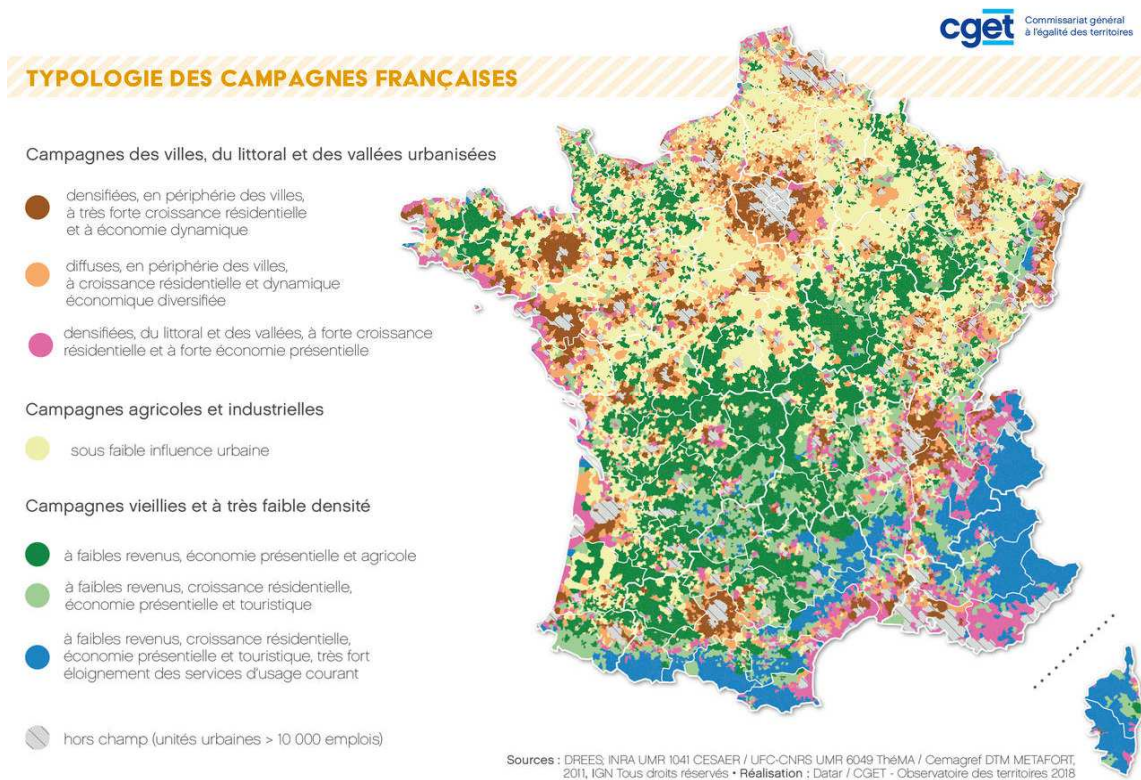 cget Commissariat général
à l'égalité des territoires
TYPOLOGIE DES CAMPAGNES FRANÇAISES
Campagnes des villes, du littoral et des vallées urbanisées
densifiées, en périphérie des villes,
à très forte croissance résidentielle
et à économie dynamique
diffuses, en périphérie des villes,
à croissance résidentielle et dynamique
économique diversifiée
densifiées, du littoral et des vallées, à forte croissance
résidentielle et à forte économie présentielle
Campagnes agricoles et industrielles
sous faible influence urbaine
Campagnes vieillies et à très faible densité
à faibles revenus, économie présentielle et agricole
à faibles revenus, croissance résidentielle,
économie présentielle et touristique
à faibles revenus, croissance résidentielle,
économie présentielle et touristique, très fort
éloignement des services d'usage courant
hors champ (unités urbaines > 10 000 emplois)
Sources : DREES, INRA UMR 1041 CESAER / UFC-CNRS UMR 6049 ThéMA / Cemagref DTM METAFORT,
2011, IGN Tous droits réservés • Réalisation : Datar / CGET - Observatoire des territoires 2018